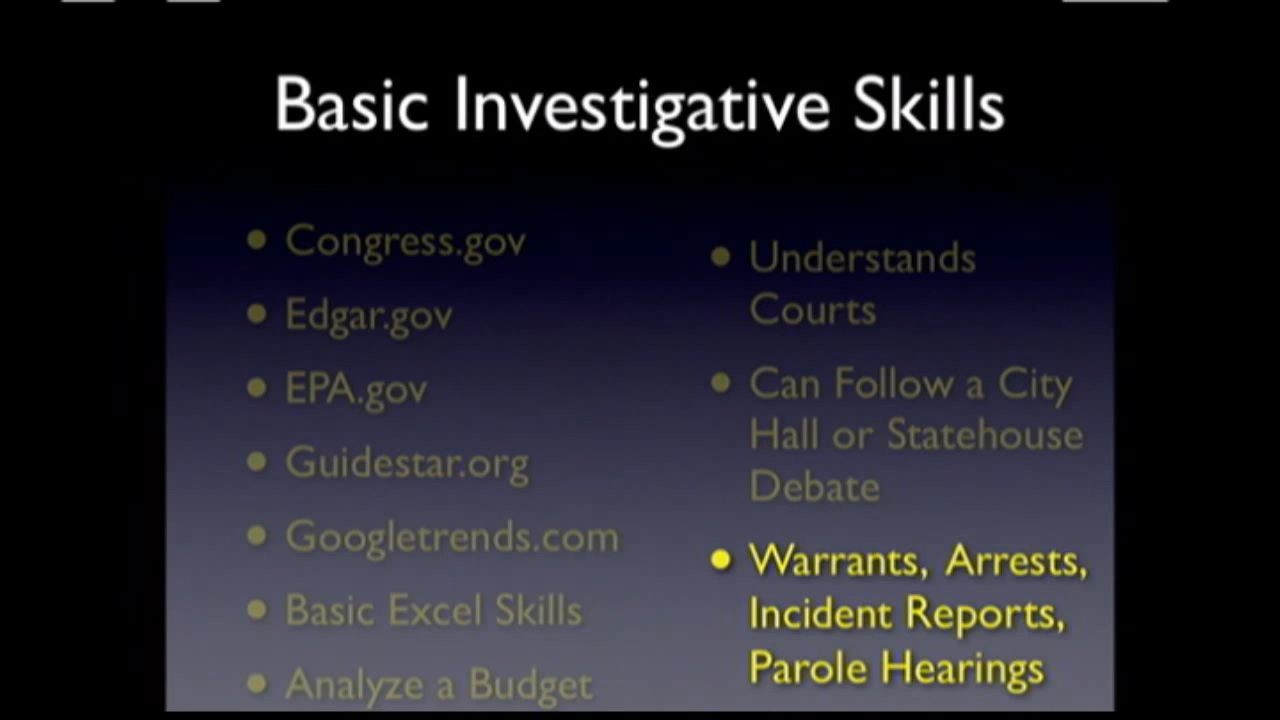 Basic Investigative Skills
Congress.gov
Edgar.gov
EPA.gov
Guidestar.org
Googletrends.com
Basic Excel Skills
Analyze a Budget
Understands
Courts
Can Follow a City
Hall or Statehouse
Debate
Warrants, Arrests,
Incident Reports,
Parole Hearings